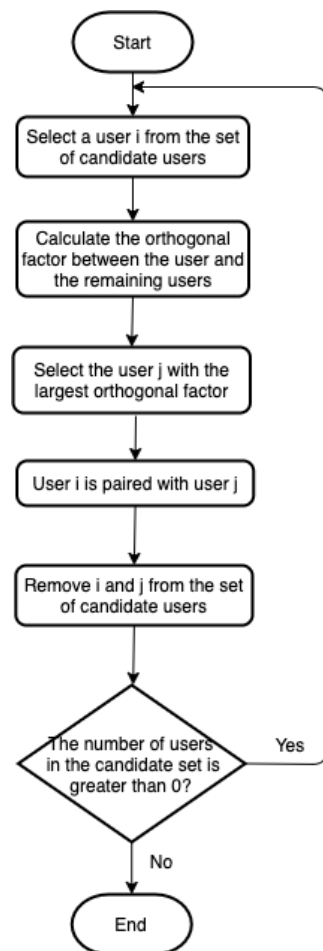 Start
Select a user i from the set
of candidate users
Calculate the orthogonal
factor between the user and
the remaining users
Select the user j with the
largest orthogonal factor
User i is paired with user j
Remove i and j from the set
of candidate users
The number of users
in the candidate set is
greater than 0?
Yes
No
End